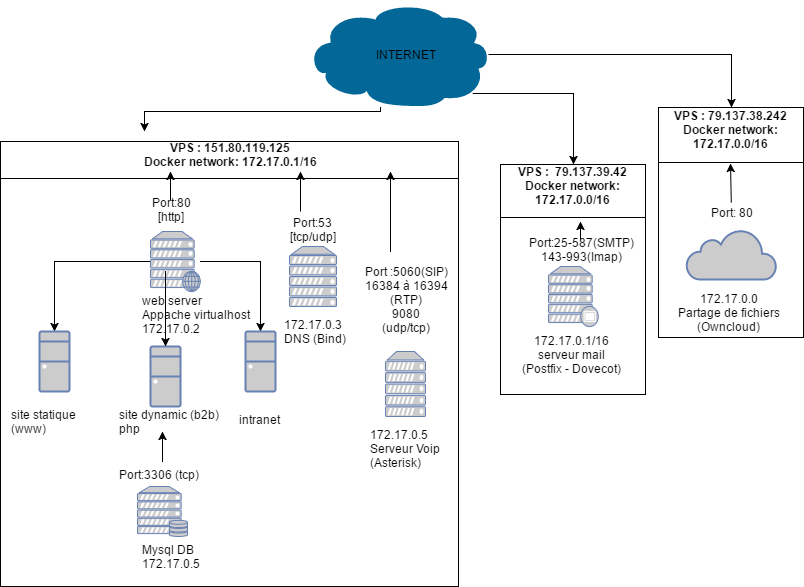 INTERNET
VPS : 151.80.119.125
Docker network: 172.17.0.1/16
Port:80
[http]
web server
Appache virtualhost
172.17.0.2
Port:53
[tcp/udp]
172.17.0.3
DNS (Bind)
Port :5060(SIP)
16384 à 16394
(RTP)
9080
(udp/tcp)
172.17.0.5
Serveur Voip
(Asterisk)
site statique
(www)
site dynamic (b2b)
php
intranet
Port:3306 (tcp)
Mysql DB
172.17.0.5
VPS : 79.137.39.42
Docker network:
172.17.0.0/16
Port:25-587(SMTP)
143-993(Imap)
172.17.0.1/16
serveur mail
(Postfix - Dovecot)
VPS : 79.137.38.242
Docker network:
172.17.0.0/16
Port: 80
172.17.0.0
Partage de fichiers
(Owncloud)